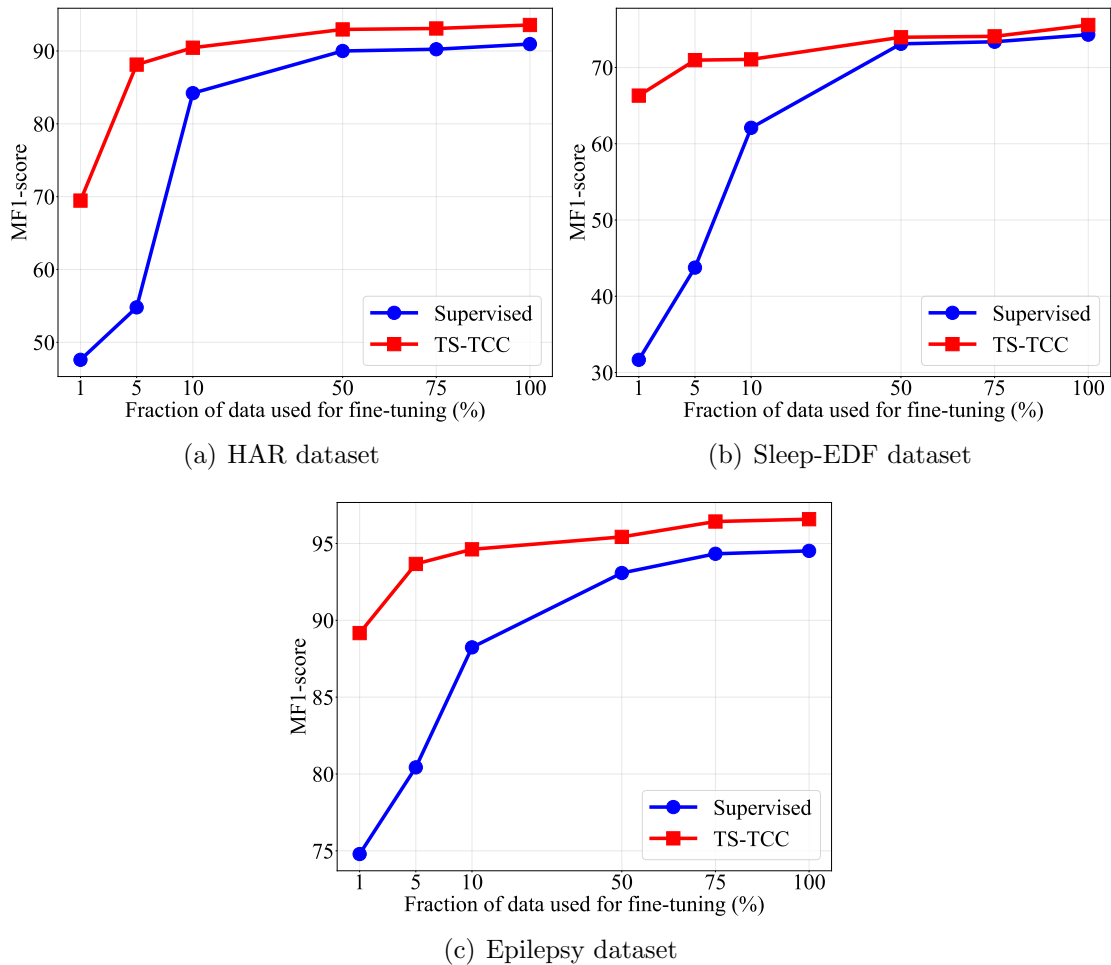 90
80
70
60
50
MF1-score
Supervised
TS-TCC
1 5 10 50 75 100
Fraction of data used for fine-tuning (%)
(a) HAR dataset
70
60
50
40
30
MF1-score
Supervised
TS-TCC
1 5 10 50 75 100
Fraction of data used for fine-tuning (%)
(b) Sleep-EDF dataset
95
90
85
80
75
MF1-score
Supervised
TS-TCC
1 5 10 50 75 100
Fraction of data used for fine-tuning (%)
(c) Epilepsy dataset